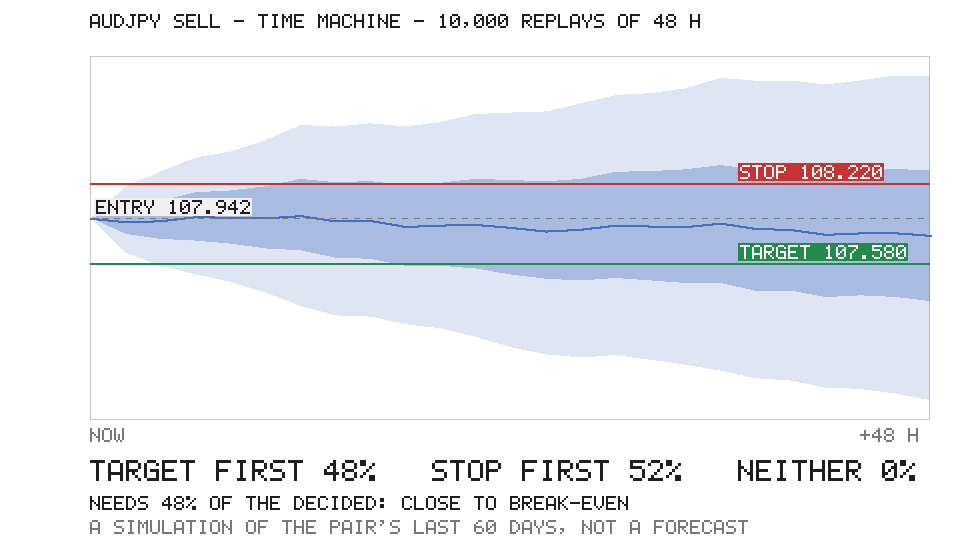 AUDJPY SELL - TIME MACHINE - 10,000 REPLAYS OF 48 H
STOP 108.220
ENTRY 107.942
TARGET 107.580
NOW +48 H
TARGET FIRST 48% STOP FIRST 52% NEITHER 0%
NEEDS 48% OF THE DECIDED: CLOSE TO BREAK-EVEN
A SIMULATION OF THE PAIR'S LAST 60 DAYS, NOT A FORECAST